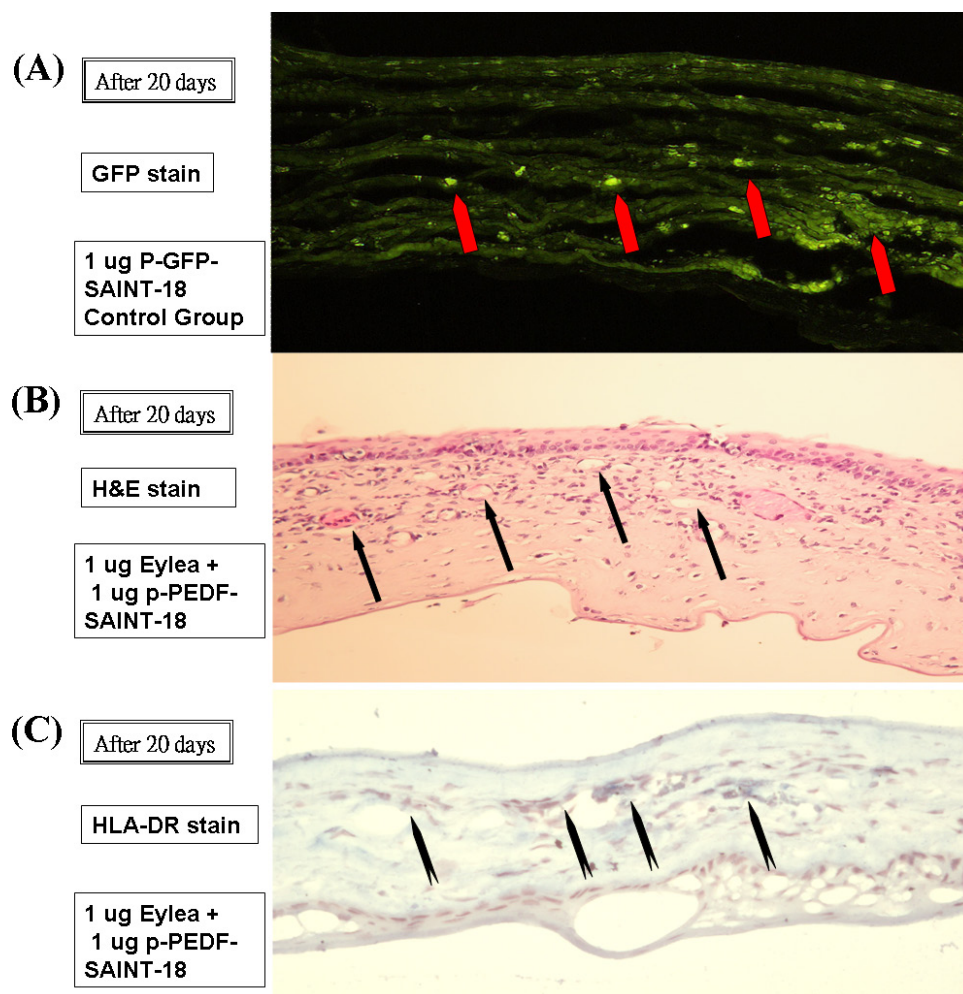 (A)
After 20 days
GFP stain
1 ug P-GFP-
SAINT-18
Control Group
(B)
After 20 days
H&E stain
1 ug Eylea +
1 ug p-PEDF-
SAINT-18
(C)
After 20 days
HLA-DR stain
1 ug Eylea +
1 ug p-PEDF-
SAINT-18